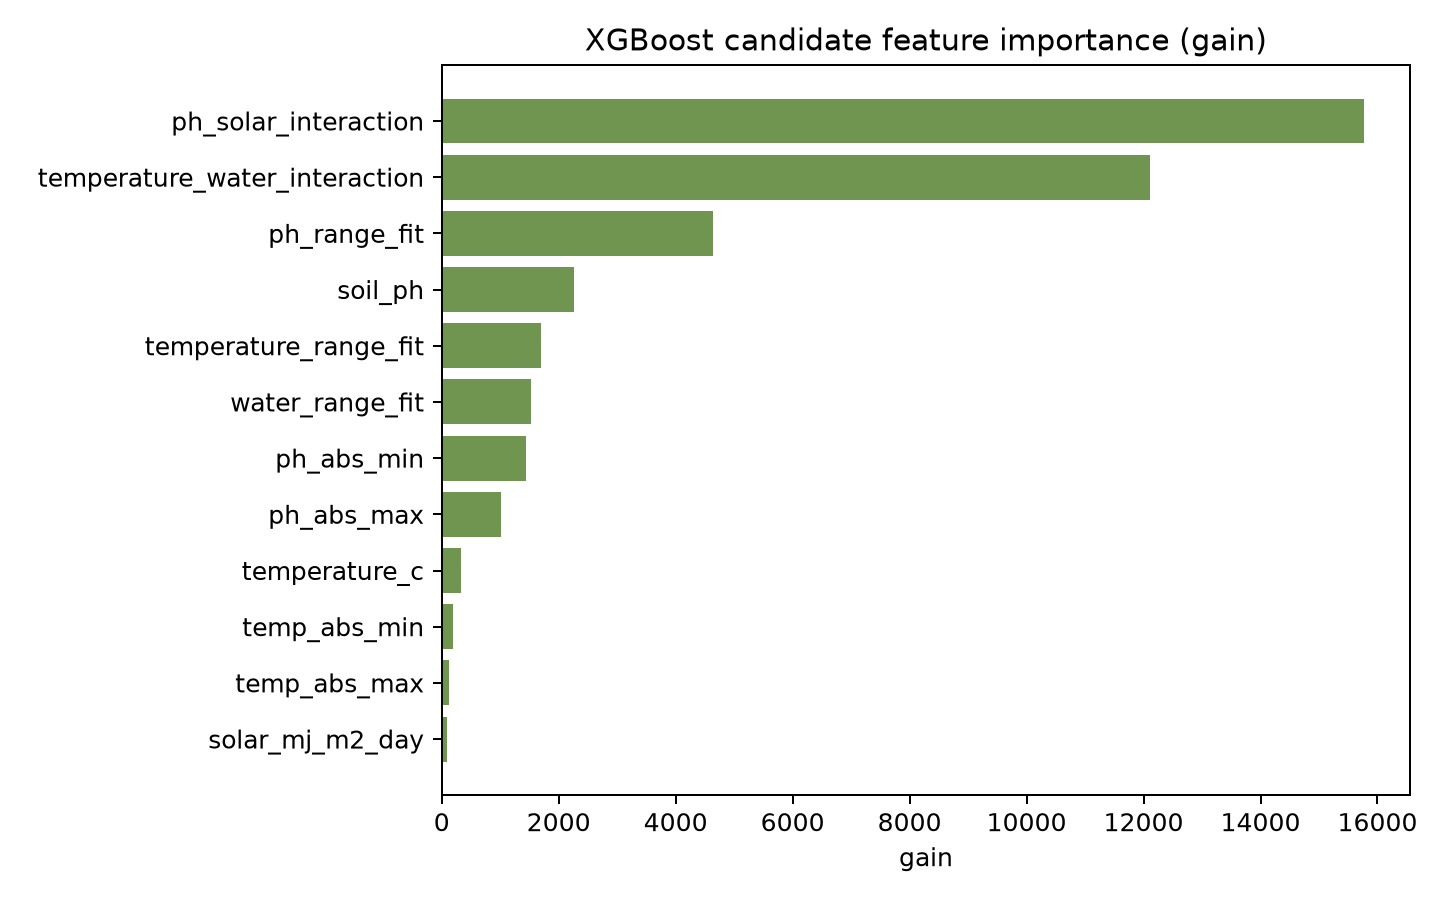 XGBoost candidate feature importance (gain)
ph_solar_interaction
temperature_water_interaction
ph_range_fit
soil_ph
temperature_range_fit
water_range_fit
ph_abs_min
ph_abs_max
temperature_c
temp_abs_min
temp_abs_max
solar_mj_m2_day
0 2000 4000 6000 8000 10000 12000 14000 16000
gain